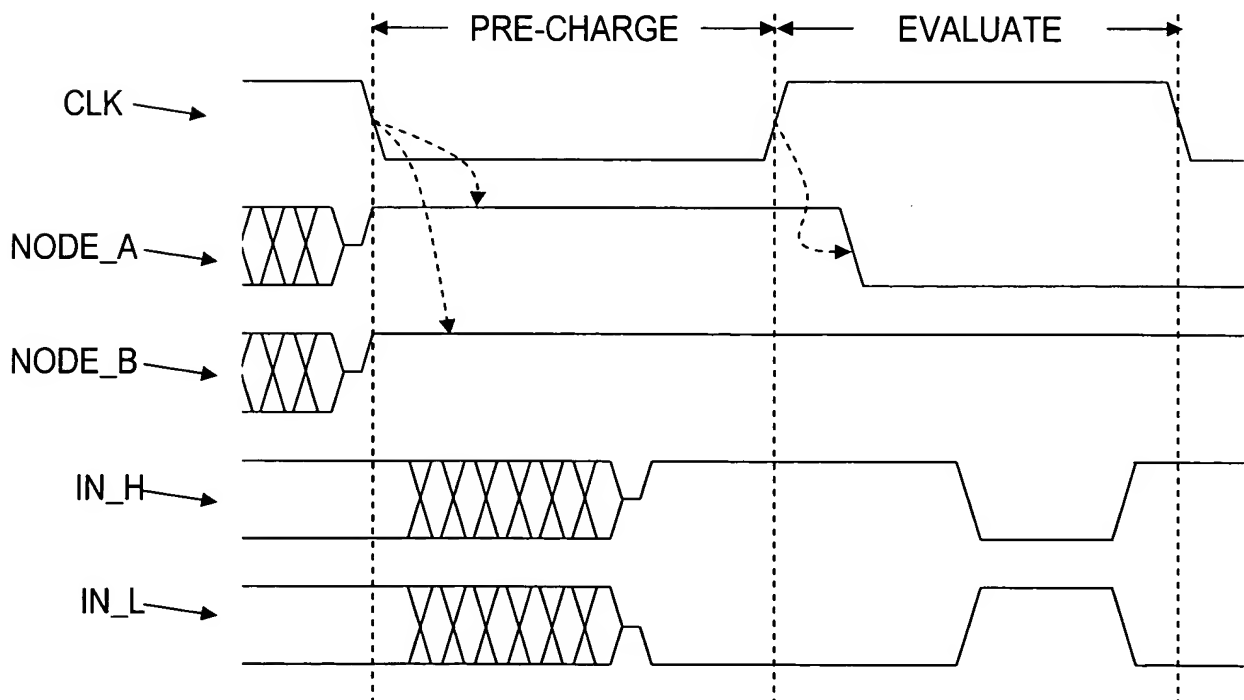 PRE-CHARGE
EVALUATE
CLK
NODE_A
NODE_B
IN_H
IN_L